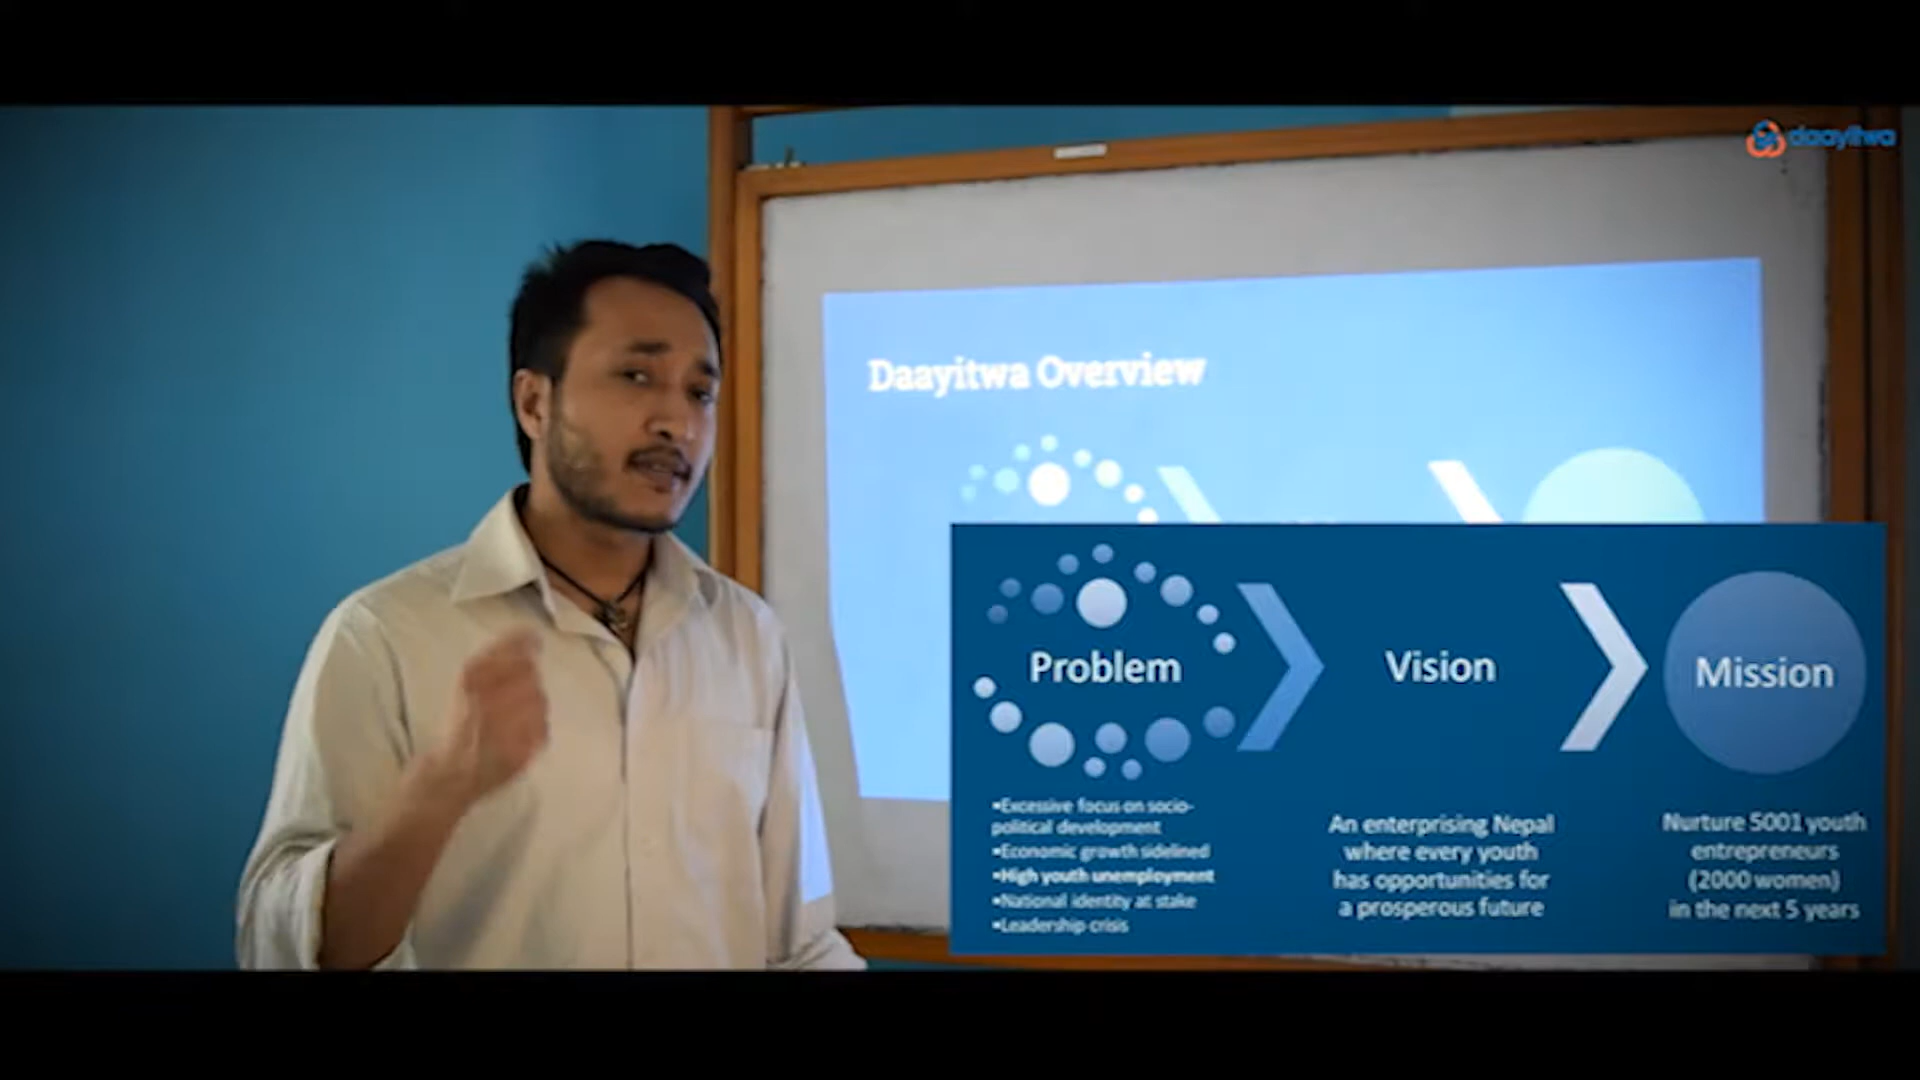 daayitwa
Daayitwa Overview
Problem
Vision
Mission
▪Excessive focus on socio-
political development
▪Economic growth sidelined
▪High youth unemployment
▪National identity at stake
▪Leadership crisis
An enterprising Nepal
where every youth
has opportunities for
a prosperous future
Nurture 5001 youth
entrepreneurs
(2000 women)
in the next 5 years